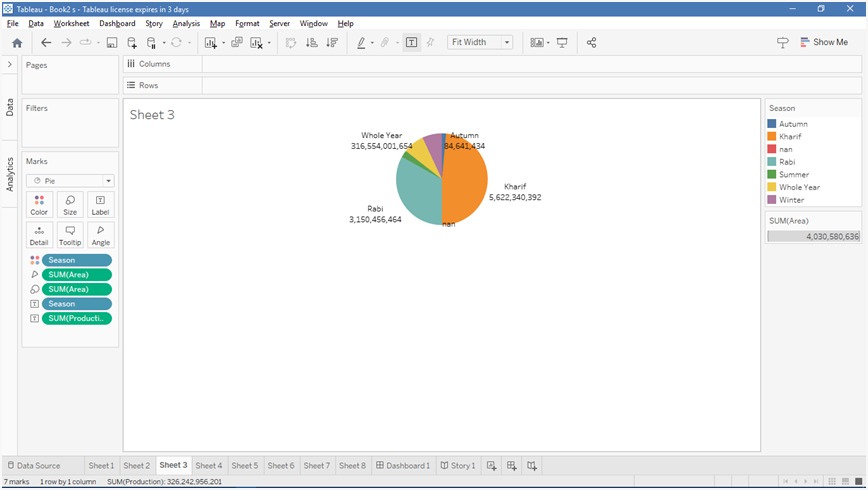 Tableau - Book2 s - Tableau license expires in 3 days
File Data Worksheet Dashboard Story Analysis Map Format Server Window Help
Fit Width
Show Me
Pages
Columns
Rows
Data
Analytics
Filters
Marks
Pie
Color Size Label
Detail Tooltip Angle
Season
SUM(Area)
SUM(Area)
Season
SUM(Producti..
Sheet 3
Whole Year
316,554,001,654
Autumn
84,641,434
Kharif
5,622,340,392
Rabi
3,150,456,464
nan
Season
Autumn
Kharif
nan
Rabi
Summer
Whole Year
Winter
SUM(Area)
4,030,580,636
Data Source Sheet 1 Sheet 2 Sheet 3 Sheet 4 Sheet 5 Sheet 6 Sheet 7 Sheet 8 Dashboard 1 Story 1
7 marks 1 row by 1 column SUM(Production): 326,242,956,201